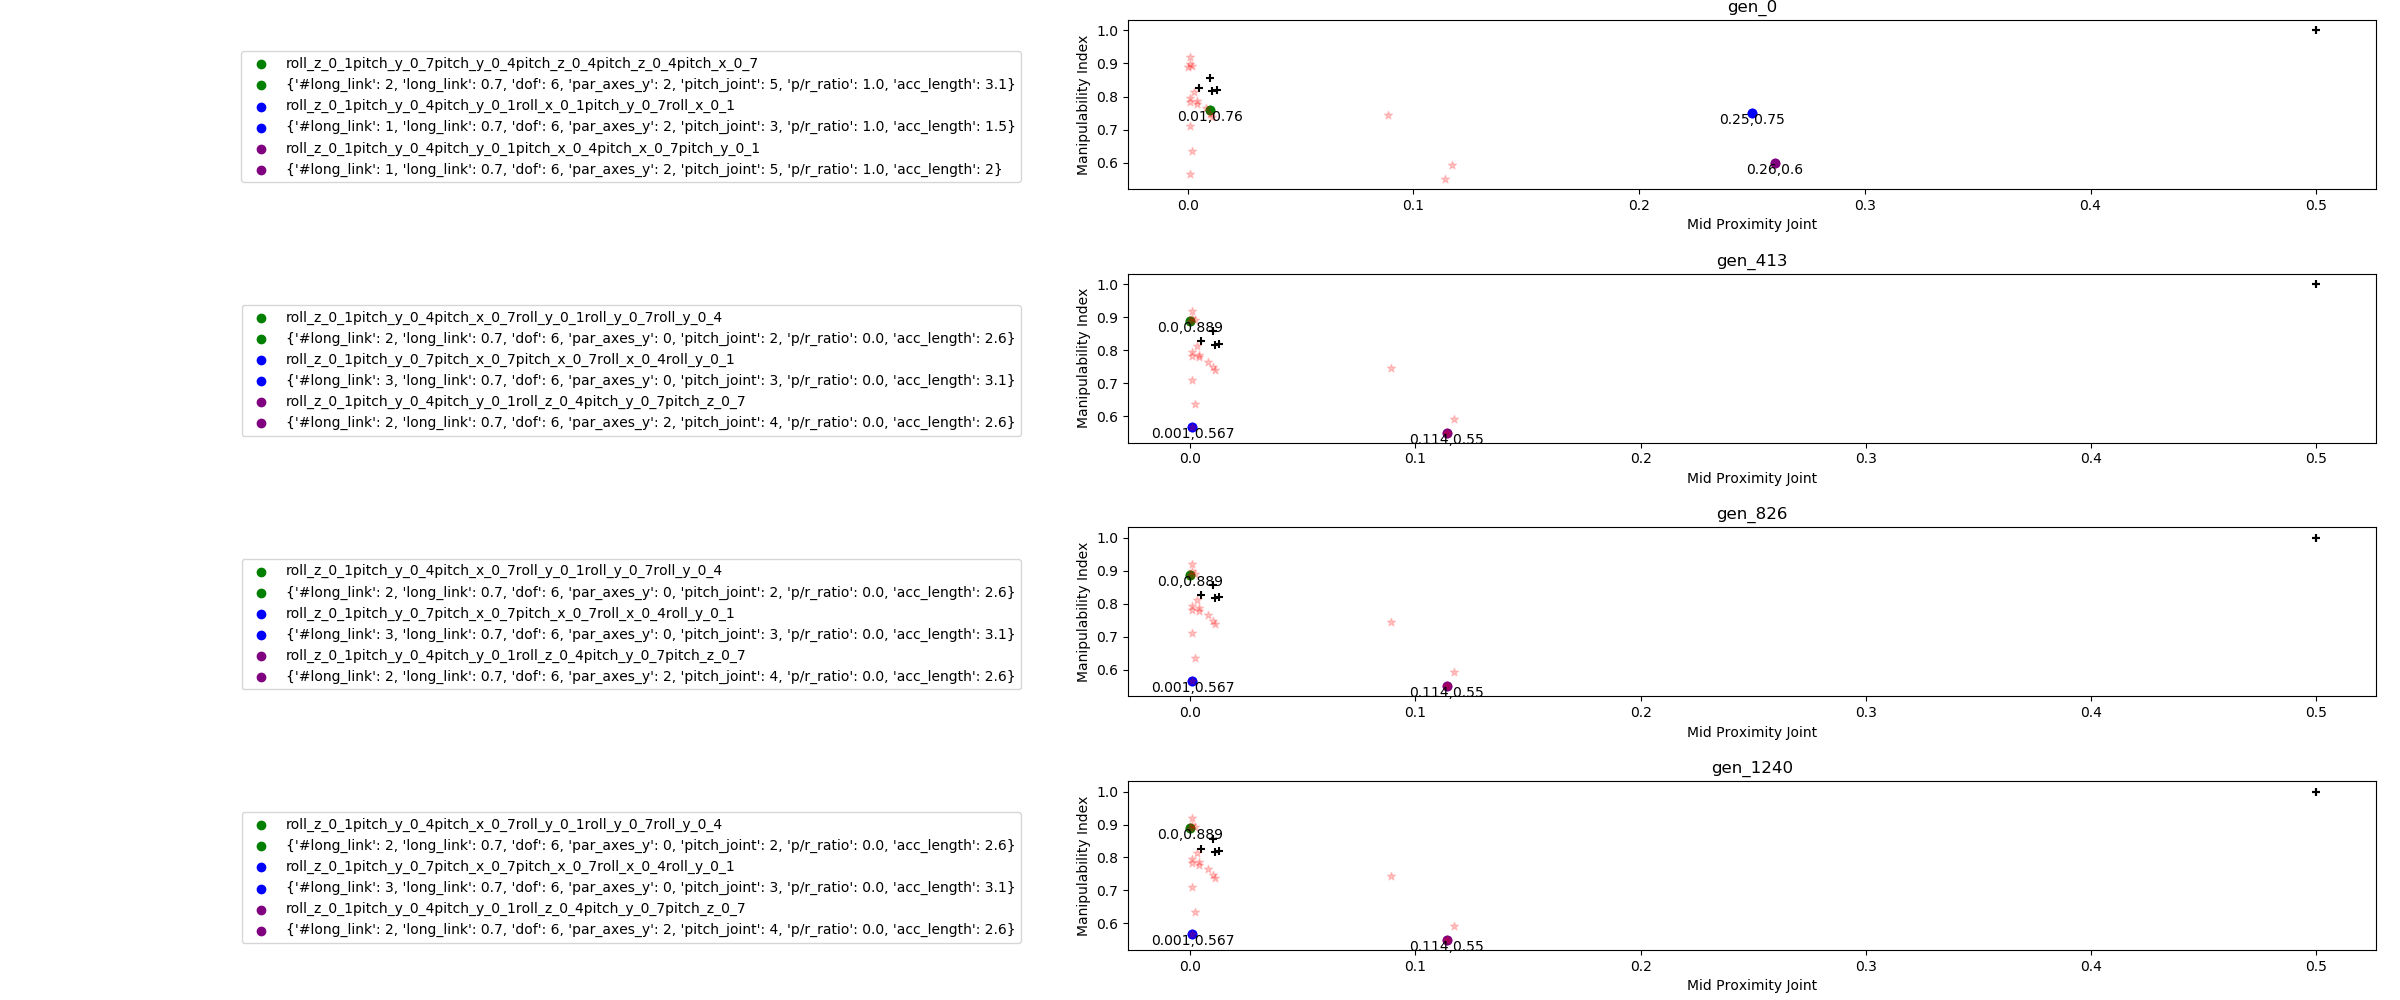 gen_0
roll_z_0_1pitch_y_0_7pitch_y_0_4pitch_z_0_4pitch_z_0_4pitch_x_0_7
{'#long_link': 2, 'long_link': 0.7, 'dof': 6, 'par_axes_y': 2, 'pitch_joint': 5, 'p/r_ratio': 1.0, 'acc_length': 3.1}
roll_z_0_1pitch_y_0_4pitch_y_0_1roll_x_0_1pitch_y_0_7roll_x_0_1
{'#long_link': 1, 'long_link': 0.7, 'dof': 6, 'par_axes_y': 2, 'pitch_joint': 3, 'p/r_ratio': 1.0, 'acc_length': 1.5}
roll_z_0_1pitch_y_0_4pitch_y_0_1pitch_x_0_4pitch_x_0_7pitch_y_0_1
{'#long_link': 1, 'long_link': 0.7, 'dof': 6, 'par_axes_y': 2, 'pitch_joint': 5, 'p/r_ratio': 1.0, 'acc_length': 2}
Manipulability Index
1.0
0.9
0.8
0.7
0.6
0.01,0.76
0.25,0.75
0.26,0.6
0.0 0.1 0.2 0.3 0.4 0.5
Mid Proximity Joint
gen_413
roll_z_0_1pitch_y_0_4pitch_x_0_7roll_y_0_1roll_y_0_7roll_y_0_4
{'#long_link': 2, 'long_link': 0.7, 'dof': 6, 'par_axes_y': 0, 'pitch_joint': 2, 'p/r_ratio': 0.0, 'acc_length': 2.6}
roll_z_0_1pitch_y_0_7pitch_x_0_7pitch_x_0_7roll_x_0_4roll_y_0_1
{'#long_link': 3, 'long_link': 0.7, 'dof': 6, 'par_axes_y': 0, 'pitch_joint': 3, 'p/r_ratio': 0.0, 'acc_length': 3.1}
roll_z_0_1pitch_y_0_4pitch_y_0_1roll_z_0_4pitch_y_0_7pitch_z_0_7
{'#long_link': 2, 'long_link': 0.7, 'dof': 6, 'par_axes_y': 2, 'pitch_joint': 4, 'p/r_ratio': 0.0, 'acc_length': 2.6}
Manipulability Index
1.0
0.9
0.8
0.7
0.6
0.0,0.889
0.001,0.567
0.114,0.55
0.0 0.1 0.2 0.3 0.4 0.5
Mid Proximity Joint
gen_826
roll_z_0_1pitch_y_0_4pitch_x_0_7roll_y_0_1roll_y_0_7roll_y_0_4
{'#long_link': 2, 'long_link': 0.7, 'dof': 6, 'par_axes_y': 0, 'pitch_joint': 2, 'p/r_ratio': 0.0, 'acc_length': 2.6}
roll_z_0_1pitch_y_0_7pitch_x_0_7pitch_x_0_7roll_x_0_4roll_y_0_1
{'#long_link': 3, 'long_link': 0.7, 'dof': 6, 'par_axes_y': 0, 'pitch_joint': 3, 'p/r_ratio': 0.0, 'acc_length': 3.1}
roll_z_0_1pitch_y_0_4pitch_y_0_1roll_z_0_4pitch_y_0_7pitch_z_0_7
{'#long_link': 2, 'long_link': 0.7, 'dof': 6, 'par_axes_y': 2, 'pitch_joint': 4, 'p/r_ratio': 0.0, 'acc_length': 2.6}
Manipulability Index
1.0
0.9
0.8
0.7
0.6
0.0,0.889
0.001,0.567
0.114,0.55
0.0 0.1 0.2 0.3 0.4 0.5
Mid Proximity Joint
gen_1240
roll_z_0_1pitch_y_0_4pitch_x_0_7roll_y_0_1roll_y_0_7roll_y_0_4
{'#long_link': 2, 'long_link': 0.7, 'dof': 6, 'par_axes_y': 0, 'pitch_joint': 2, 'p/r_ratio': 0.0, 'acc_length': 2.6}
roll_z_0_1pitch_y_0_7pitch_x_0_7pitch_x_0_7roll_x_0_4roll_y_0_1
{'#long_link': 3, 'long_link': 0.7, 'dof': 6, 'par_axes_y': 0, 'pitch_joint': 3, 'p/r_ratio': 0.0, 'acc_length': 3.1}
roll_z_0_1pitch_y_0_4pitch_y_0_1roll_z_0_4pitch_y_0_7pitch_z_0_7
{'#long_link': 2, 'long_link': 0.7, 'dof': 6, 'par_axes_y': 2, 'pitch_joint': 4, 'p/r_ratio': 0.0, 'acc_length': 2.6}
Manipulability Index
1.0
0.9
0.8
0.7
0.6
0.0,0.889
0.001,0.567
0.114,0.55
0.0 0.1 0.2 0.3 0.4 0.5
Mid Proximity Joint